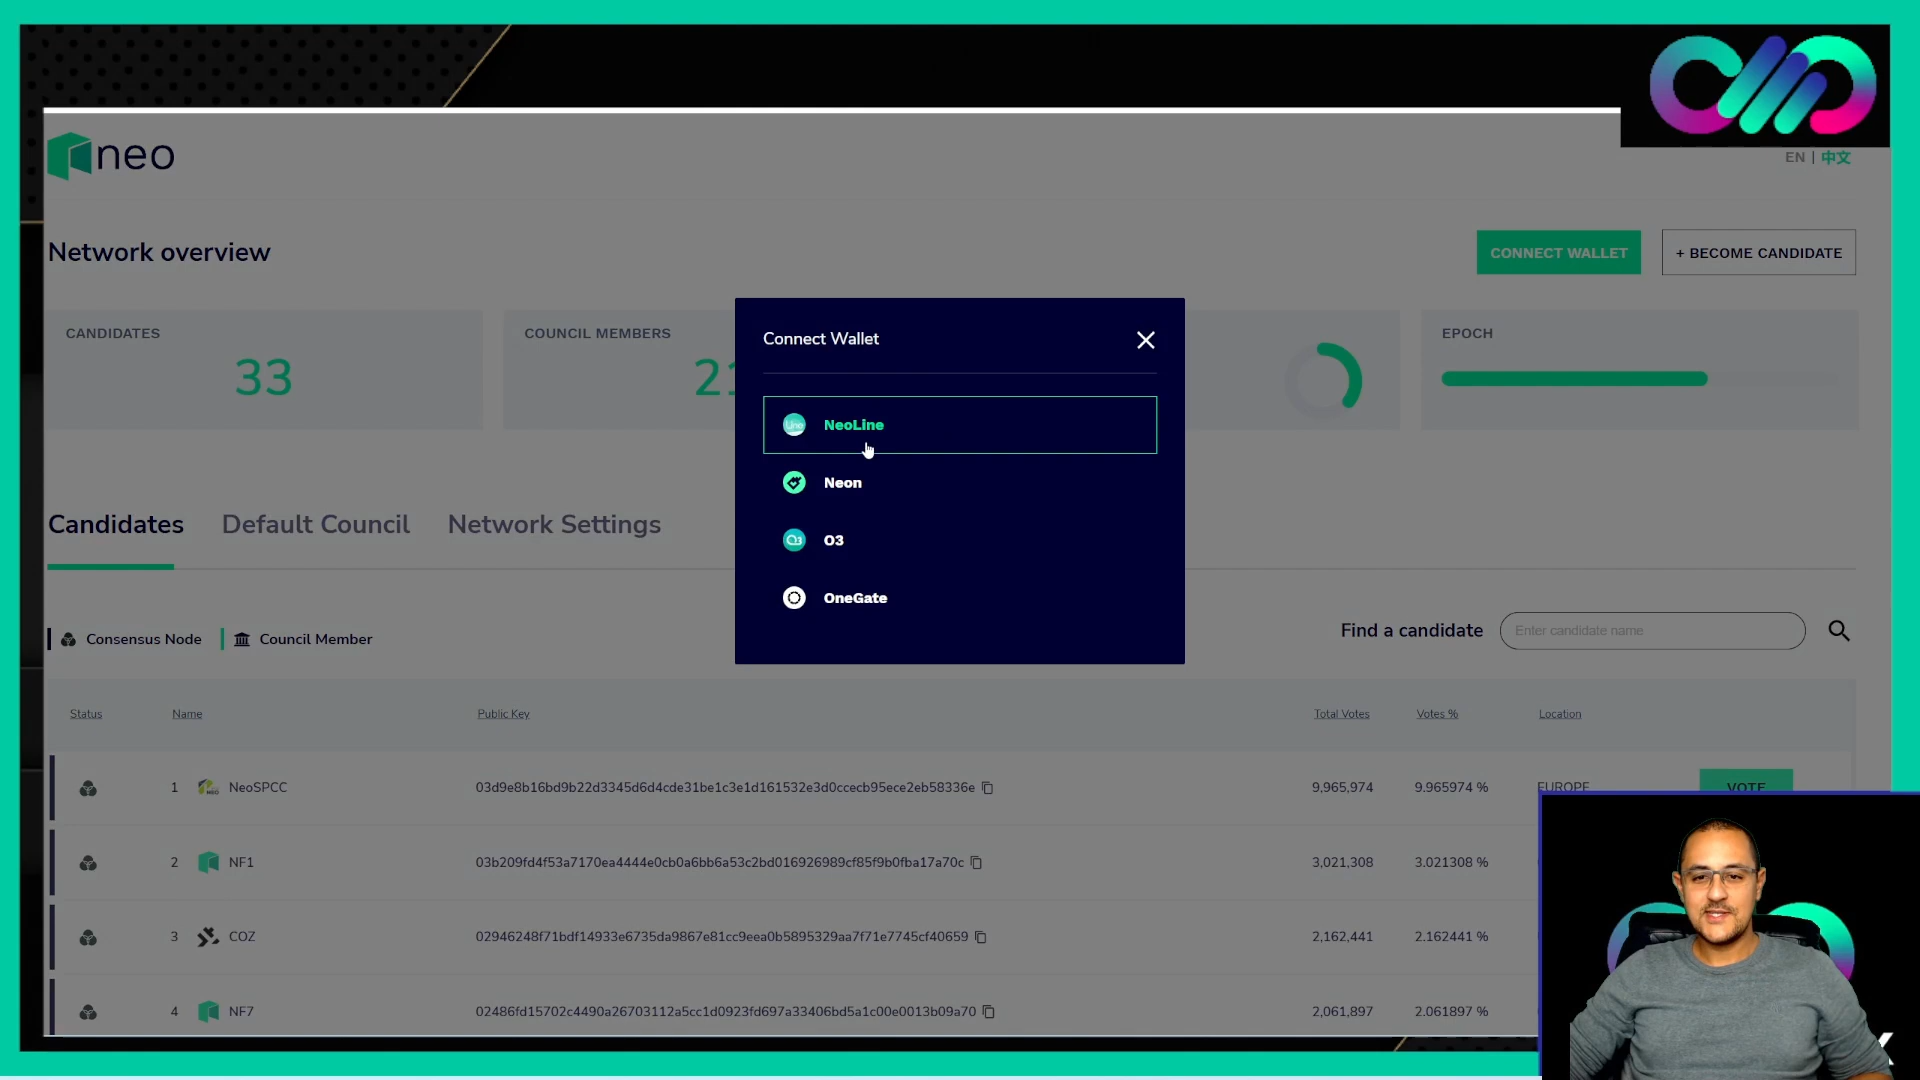 neo
EN | 中文
Network overview
CONNECT WALLET
+ BECOME CANDIDATE
CANDIDATES
33
COUNCIL MEMBERS
21
EPOCH
Connect Wallet
NeoLine
Neon
O3
OneGate
Candidates
Default Council
Network Settings
Consensus Node
Council Member
Find a candidate
Enter candidate name
Status Name Public Key Total Votes Votes % Location
1 NeoSPCC 03d9e8b16bd9b22d3345d6d4cde31be1c3e1d161532e3d0ccecb95ece2eb58336e 9,965,974 9.965974 % EUROPE VOTE
2 NF1 03b209fd4f53a7170ea4444e0cb0a6bb6a53c2bd016926989cf85f9b0fba17a70c 3,021,308 3.021308 %
3 COZ 02946248f71bdf14933e6735da9867e81cc9eea0b5895329aa7f71e7745cf40659 2,162,441 2.162441 %
4 NF7 02486fd15702c4490a26703112a5cc1d0923fd697a33406bd5a1c00e0013b09a70 2,061,897 2.061897 %